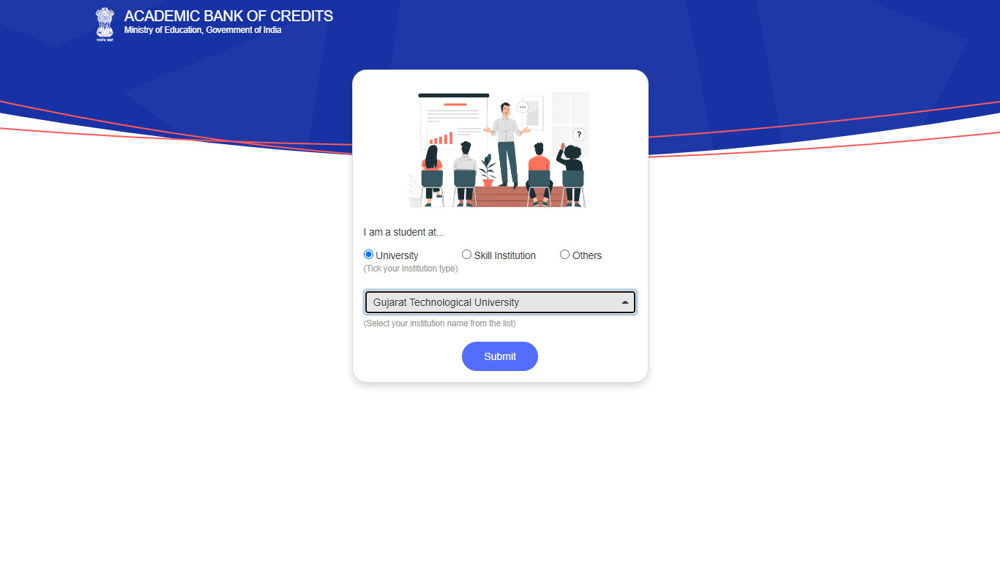 ACADEMIC BANK OF CREDITS
Ministry of Education, Government of India
?
I am a student at...
University
Skill Institution
Others
(Tick your Institution type)
Gujarat Technological University
(Select your institution name from the list)
Submit